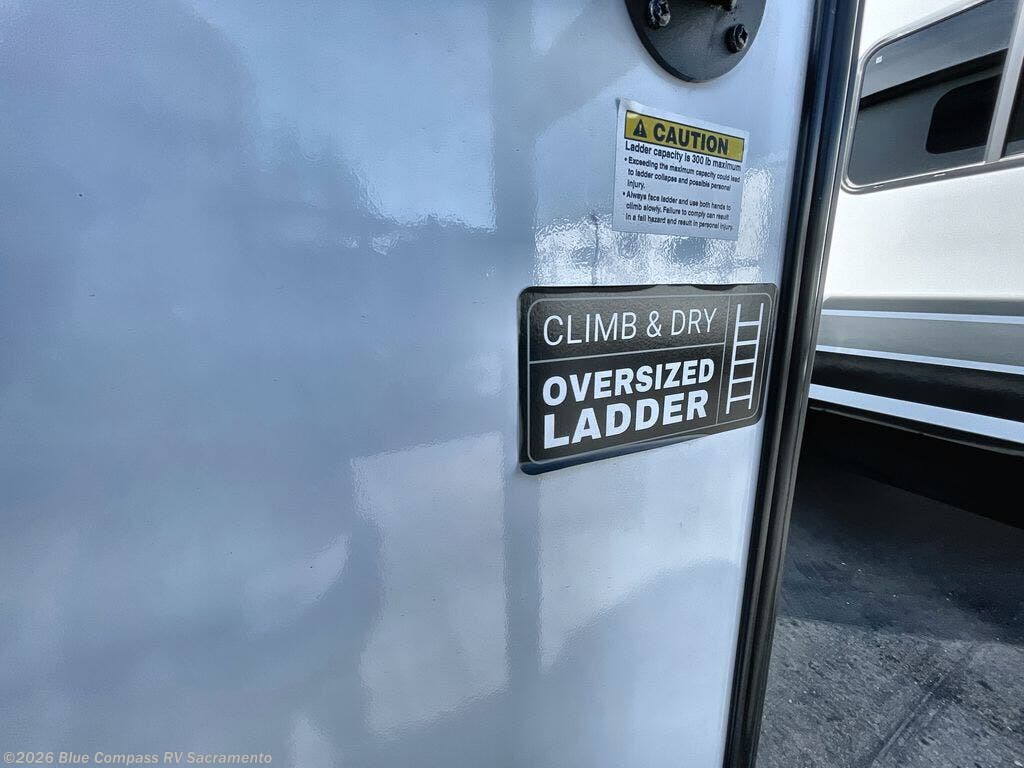 ⚠ CAUTION
Ladder capacity is 300 lb maximum
• Exceeding the maximum capacity could lead
to ladder collapse and possible personal
injury.
• Always face ladder and use both hands to
climb slowly. Failure to comply can result
in a fall hazard and result in personal injury.
CLIMB & DRY
OVERSIZED
LADDER
©2026 Blue Compass RV Sacramento